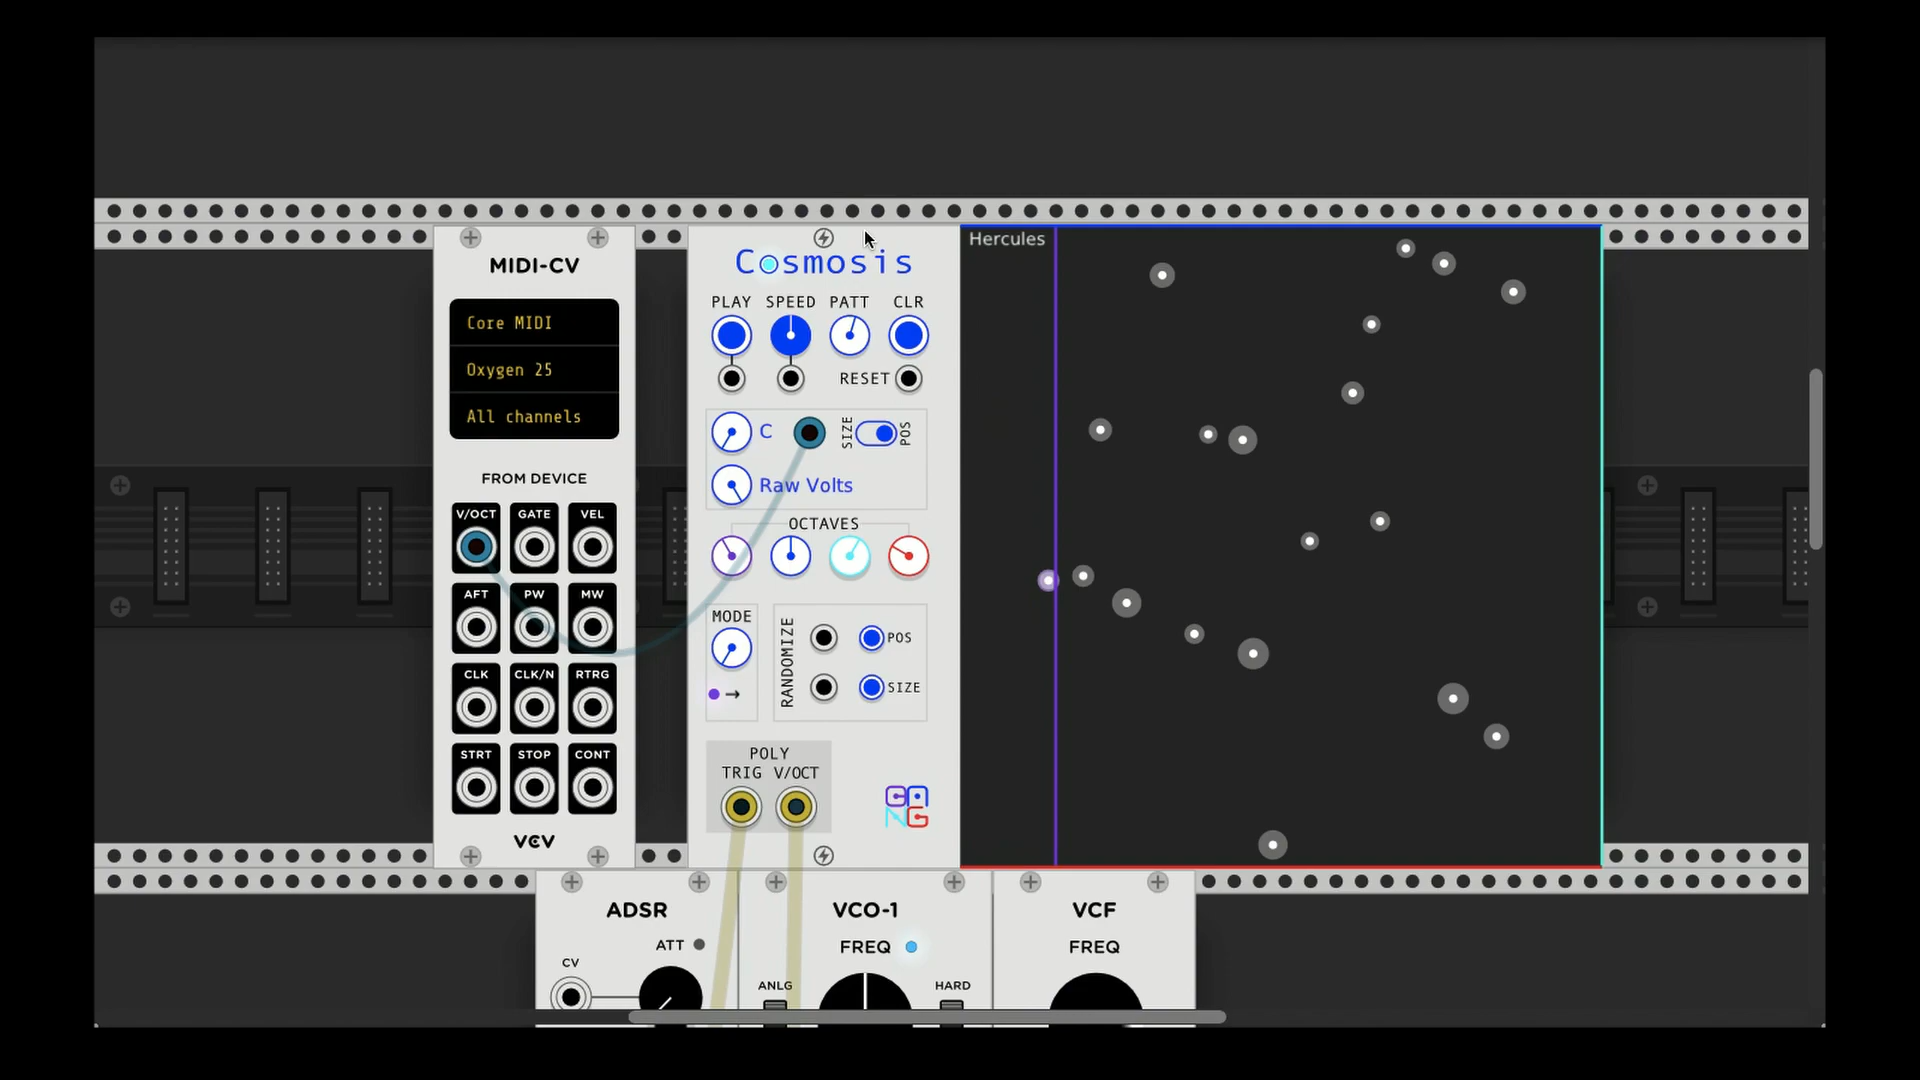 MIDI-CV
Core MIDI
Oxygen 25
All channels
FROM DEVICE
V/OCT GATE VEL
AFT PW MW
CLK CLK/N RTRG
STRT STOP CONT
VCV
Cosmosis
PLAY SPEED PATT CLR
RESET
C SIZE POS
Raw Volts
OCTAVES
MODE
RANDOMIZE
POS
SIZE
→
POLY
TRIG V/OCT
CANG
Hercules
ADSR
ATT
CV
VCO-1
FREQ
ANLG HARD
VCF
FREQ